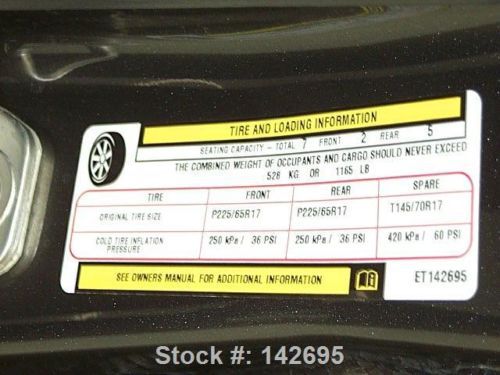 TIRE AND LOADING INFORMATION
SEATING CAPACITY - TOTAL 7 FRONT 2 REAR 5
THE COMBINED WEIGHT OF OCCUPANTS AND CARGO SHOULD NEVER EXCEED
528 KG OR 1165 LB
TIRE FRONT REAR SPARE
ORIGINAL TIRE SIZE P225/65R17 P225/65R17 T145/70R17
COLD TIRE INFLATION PRESSURE 250 kPa / 36 PSI 250 kPa / 36 PSI 420 kPa / 60 PSI
SEE OWNERS MANUAL FOR ADDITIONAL INFORMATION
ET142695
Stock #: 142695